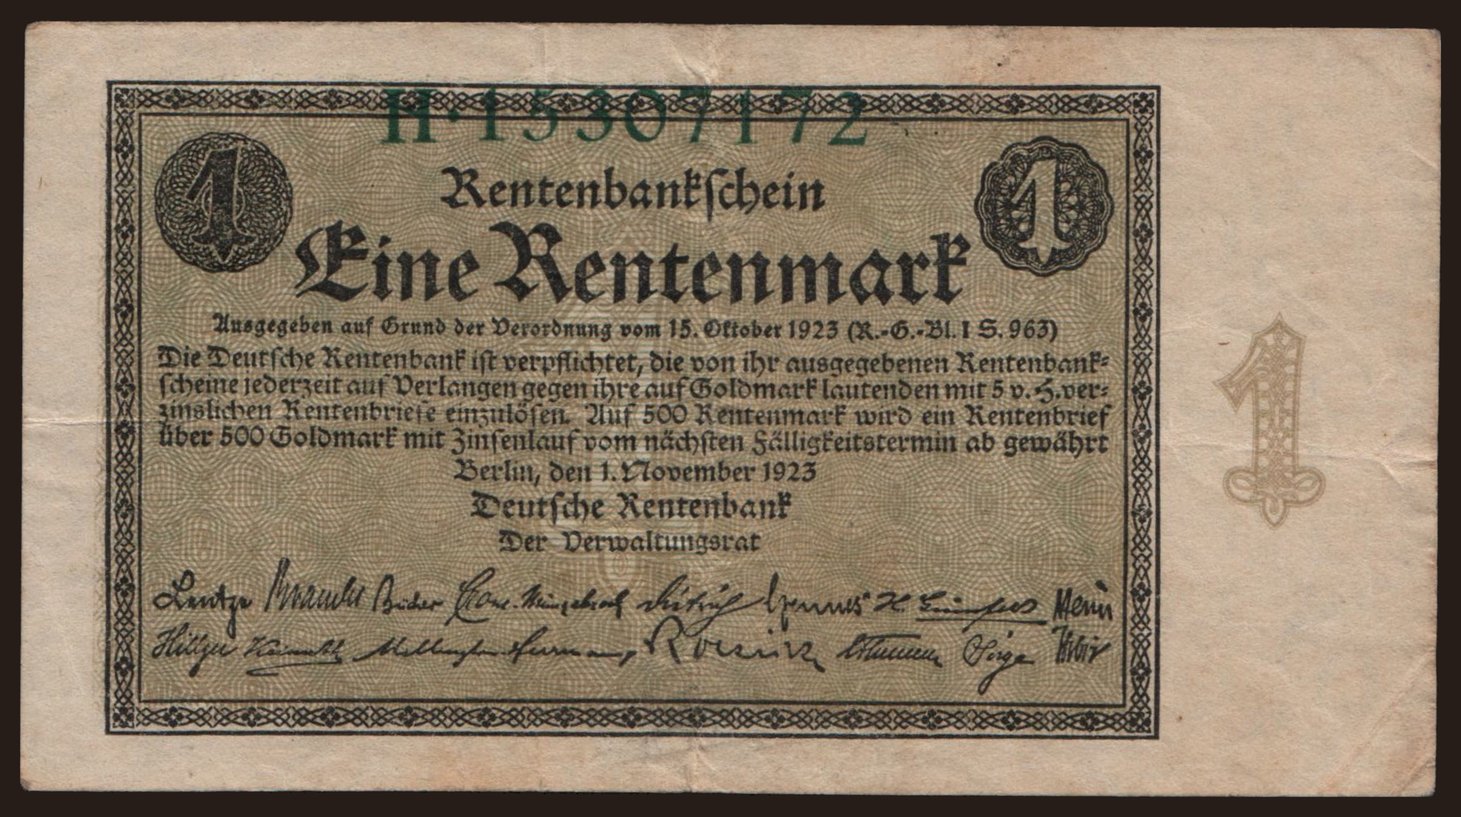 H·15307172
1 1
Rentenbankschein
Eine Rentenmark
Ausgegeben auf Grund der Verordnung vom 15. Oktober 1923 (R.-G.-Bl. I S. 963)
Die Deutsche Rentenbank ist verpflichtet, die von ihr ausgegebenen Rentenbank-
scheine jederzeit auf Verlangen gegen ihre auf Goldmark lautenden mit 5 v. H. ver-
zinslichen Rentenbriefe einzulösen. Auf 500 Rentenmark wird ein Rentenbrief
über 500 Goldmark mit Zinsenlauf vom nächsten Fälligkeitstermin ab gewährt
Berlin, den 1. November 1923
Deutsche Rentenbank
Der Verwaltungsrat
Lentze
Hillger
1